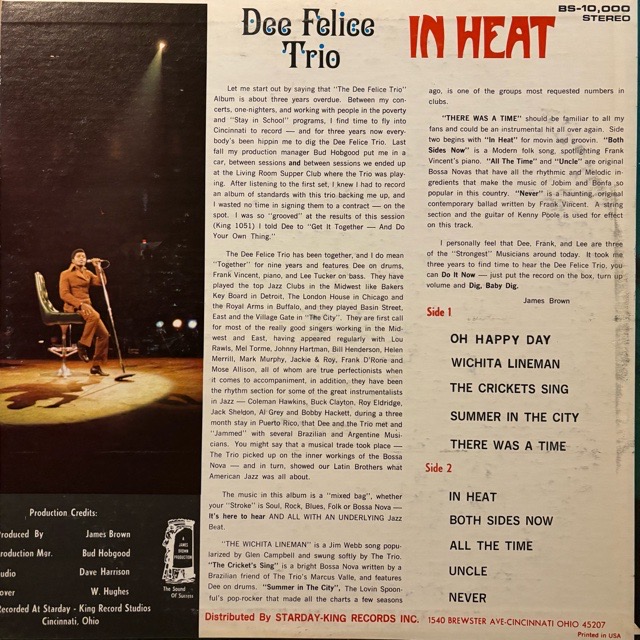 Dee Felice
Trio
IN HEAT
BS-10,000
STEREO
Let me start out by saying that "The Dee Felice Trio"
Album is about three years overdue. Between my con-
certs, one-nighters, and working with people in the poverty
and "Stay in School" programs, I find time to fly into
Cincinnati to record — and for three years now every-
body's been hippin me to dig the Dee Felice Trio. Last
fall my production manager Bud Hobgood put me in a
car, between sessions and between sessions we ended up
at the Living Room Supper Club where the Trio was play-
ing. After listening to the first set, I knew I had to record
an album of standards with this trio backing me up, and
I wasted no time in signing them to a contract — on the
spot. I was so "grooved" at the results of this session
(King 1051) I told Dee to "Get It Together — And Do
Your Own Thing."
The Dee Felice Trio has been together, and I do mean
"Together" for nine years and features Dee on drums,
Frank Vincent, piano, and Lee Tucker on bass. They have
played the top Jazz Clubs in the Midwest like Bakers
Key Board in Detroit, The London House in Chicago and
the Royal Arms in Buffalo, and they played Basin Street,
East and the Village Gate in "The City". They are first call
for most of the really good singers working in the Mid-
west and East, having appeared regularly with Lou
Rawls, Mel Torme, Johnny Hartman, Bill Henderson, Helen
Merrill, Mark Murphy, Jackie & Roy, Frank D'Rorie and
Mose Allison, all of whom are true perfectionists when
it comes to accompaniment, in addition, they have been
the rhythm section for some of the great instrumentalists
in Jazz — Coleman Hawkins, Buck Clayton, Roy Eldridge,
Jack Sheldon, Al Grey and Bobby Hackett, during a three
month stay in Puerto Rico, that Dee and the Trio met and
"Jammed" with several Brazilian and Argentine Musi-
cians. You might say that a musical trade took place —
The Trio picked up on the inner workings of the Bossa
Nova — and in turn, showed our Latin Brothers what
American Jazz was all about.
The music in this album is a "mixed bag", whether
your "Stroke" is Soul, Rock, Blues, Folk or Bossa Nova —
It's here to hear AND ALL WITH AN UNDERLYING Jazz
Beat.
"THE WICHITA LINEMAN" is a Jim Webb song popu-
larized by Glen Campbell and swung softly by The Trio.
"The Cricket's Sing" is a bright Bossa Nova written by a
Brazilian friend of The Trio's Marcus Valle, and features
Dee on drums. "Summer in The City", The Lovin Spoon-
ful's pop-rocker that made all the charts a few seasons
ago, is one of the groups most requested numbers in
clubs.
"THERE WAS A TIME" should be familiar to all my
fans and could be an instrumental hit all over again. Side
two begins with "In Heat" for movin and groovin. "Both
Sides Now" is a Modern folk song, spotlighting Frank
Vincent's piano. "All The Time" and "Uncle" are original
Bossa Novas that have all the rhythmic and Melodic in-
gredients that make the music of Jobim and Bonfa so
popular in this country. "Never" is a haunting, original
contemporary ballad written by Frank Vincent. A string
section and the guitar of Kenny Poole is used for effect
on this track.
I personally feel that Dee, Frank, and Lee are three
of the "Strongest" Musicians around today. It took me
three years to find time to hear the Dee Felice Trio, you
can Do It Now — just put the record on the box, turn up
volume and Dig, Baby Dig.
James Brown
Side 1
OH HAPPY DAY
WICHITA LINEMAN
THE CRICKETS SING
SUMMER IN THE CITY
THERE WAS A TIME
Side 2
IN HEAT
BOTH SIDES NOW
ALL THE TIME
UNCLE
NEVER
Production Credits:
roduced By James Brown
roduction Mgr. Bud Hobgood
udio Dave Harrison
W. Hughes
ecorded At Starday - King Record Studios
Cincinnati, Ohio
A
JAMES
BROWN
PRODUCTION
The Sound
Of Success
Distributed By STARDAY-KING RECORDS INC. 1540 BREWSTER AVE-CINCINNATI OHIO 45207
Printed in USA